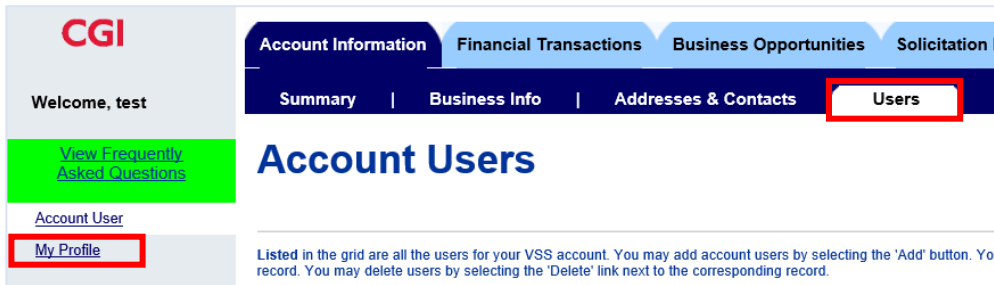 CGI
Account Information Financial Transactions Business Opportunities Solicitation
Welcome, test
Summary | Business Info | Addresses & Contacts Users
View Frequently
Asked Questions
Account Users
Account User
My Profile
Listed in the grid are all the users for your VSS account. You may add account users by selecting the 'Add' button. Yo
record. You may delete users by selecting the 'Delete' link next to the corresponding record.